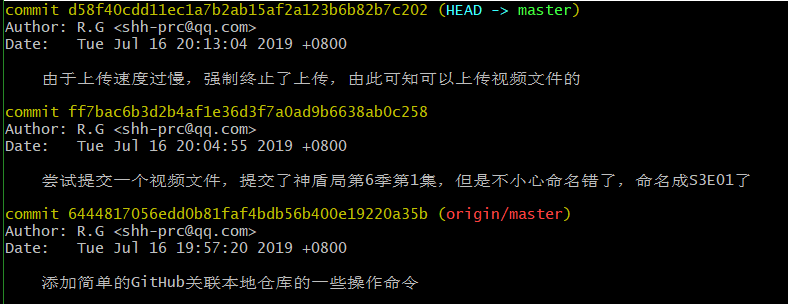 commit d58f40cdd11ec1a7b2ab15af2a123b6b82b7c202 (HEAD -> master)
Author: R.G <shh-prc@qq.com>
Date:   Tue Jul 16 20:13:04 2019 +0800
由于上传速度过慢，强制终止了上传，由此可知可以上传视频文件的
commit ff7bac6b3d2b4af1e36d3f7a0ad9b6638ab0c258
Author: R.G <shh-prc@qq.com>
Date:   Tue Jul 16 20:04:55 2019 +0800
尝试提交一个视频文件，提交了神盾局第6季第1集，但是不小心命名错了，命名成S3E01了
commit 6444817056edd0b81faf4bdb56b400e19220a35b (origin/master)
Author: R.G <shh-prc@qq.com>
Date:   Tue Jul 16 19:57:20 2019 +0800
添加简单的GitHub关联本地仓库的一些操作命令